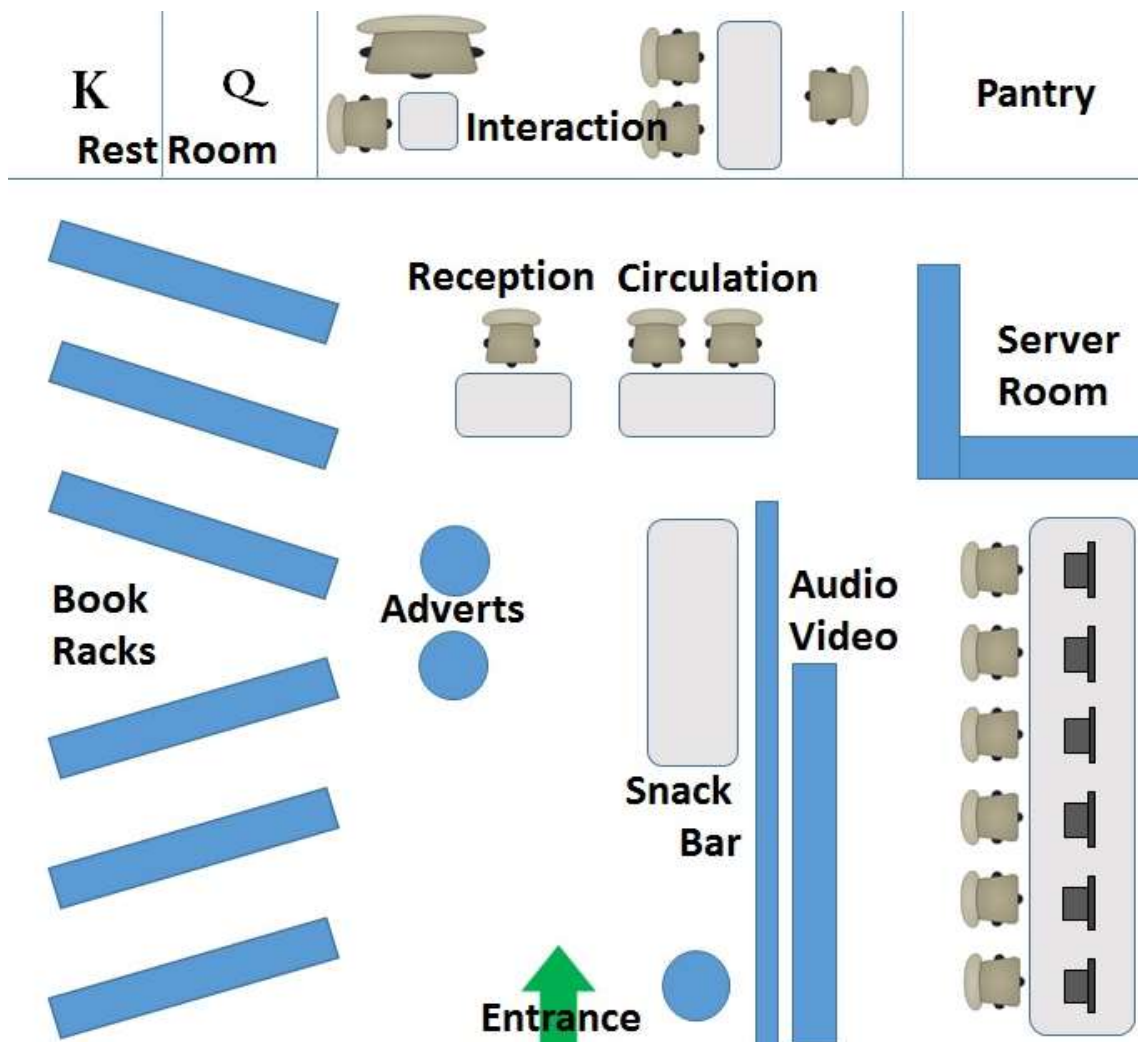 K
Q
Rest Room
Interaction
Pantry
Reception
Circulation
Server
Room
Book
Racks
Adverts
Audio
Video
Snack
Bar
Entrance